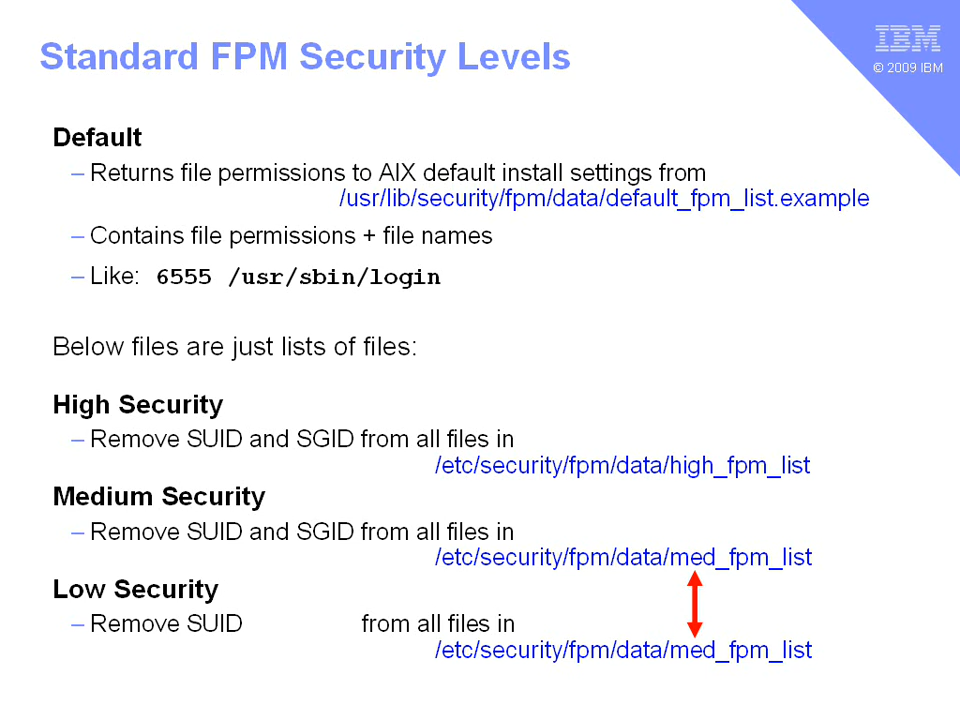 Standard FPM Security Levels
IBM
© 2009 IBM
Default
– Returns file permissions to AIX default install settings from
/usr/lib/security/fpm/data/default_fpm_list.example
– Contains file permissions + file names
– Like: 6555 /usr/sbin/login
Below files are just lists of files:
High Security
– Remove SUID and SGID from all files in
/etc/security/fpm/data/high_fpm_list
Medium Security
– Remove SUID and SGID from all files in
/etc/security/fpm/data/med_fpm_list
Low Security
– Remove SUID from all files in
/etc/security/fpm/data/med_fpm_list